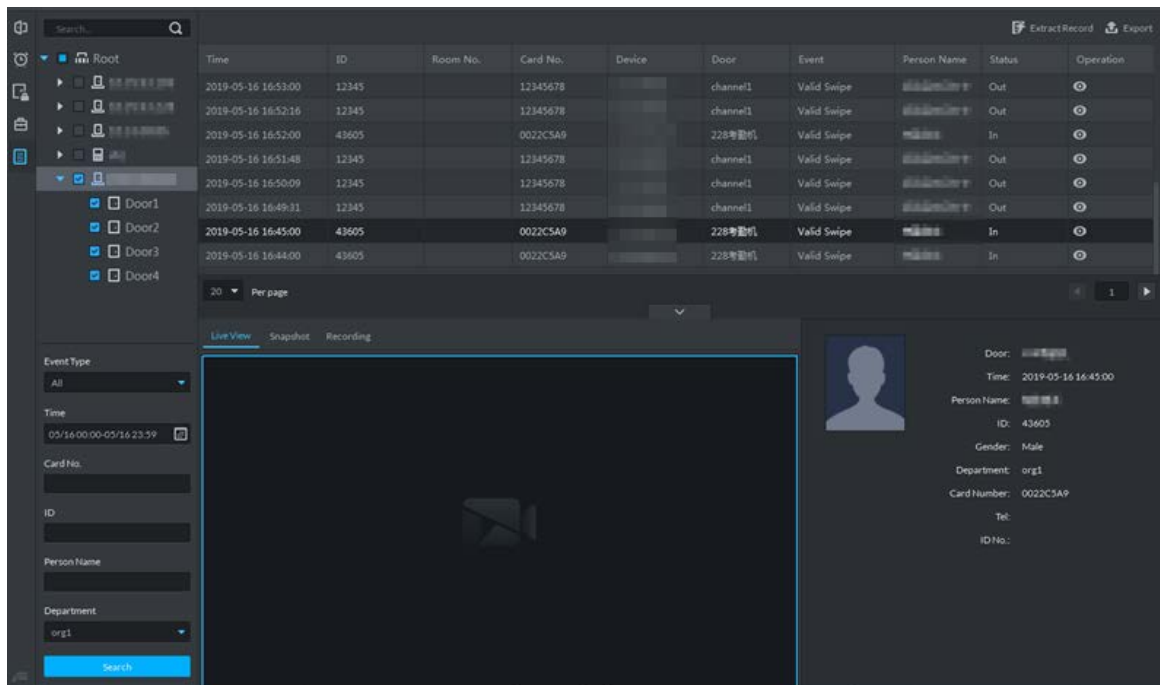 Search...
Extract Record Export
Root
Time ID Room No. Card No. Device Door Event Person Name Status Operation
2019-05-16 16:53:00 12345 12345678 channel1 Valid Swipe Out
2019-05-16 16:52:16 12345 12345678 channel1 Valid Swipe Out
2019-05-16 16:52:00 43605 0022C5A9 228考勤机 Valid Swipe In
2019-05-16 16:51:48 12345 12345678 channel1 Valid Swipe Out
2019-05-16 16:50:09 12345 12345678 channel1 Valid Swipe Out
2019-05-16 16:49:31 12345 12345678 channel1 Valid Swipe Out
2019-05-16 16:45:00 43605 0022C5A9 228考勤机 Valid Swipe In
2019-05-16 16:44:00 43605 0022C5A9 228考勤机 Valid Swipe In
Door1
Door2
Door3
Door4
20 Per page 1
Event Type
All
Time
05/16 00:00-05/16 23:59
Card No.
ID
Person Name
Department
org1
Search
Live View Snapshot Recording
Door:
Time: 2019-05-16 16:45:00
Person Name:
ID: 43605
Gender: Male
Department: org1
Card Number: 0022C5A9
Tel:
ID No.: